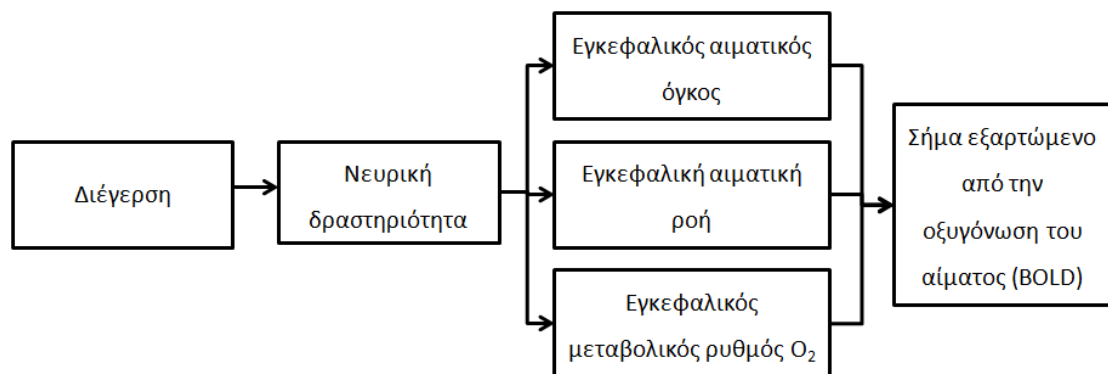 Διέγερση
Νευρική
δραστηριότητα
Εγκεφαλικός αιματικός
όγκος
Εγκεφαλική αιματική
ροή
Εγκεφαλικός
μεταβολικός ρυθμός O₂
Σήμα εξαρτώμενο
από την
οξυγόνωση του
αίματος (BOLD)